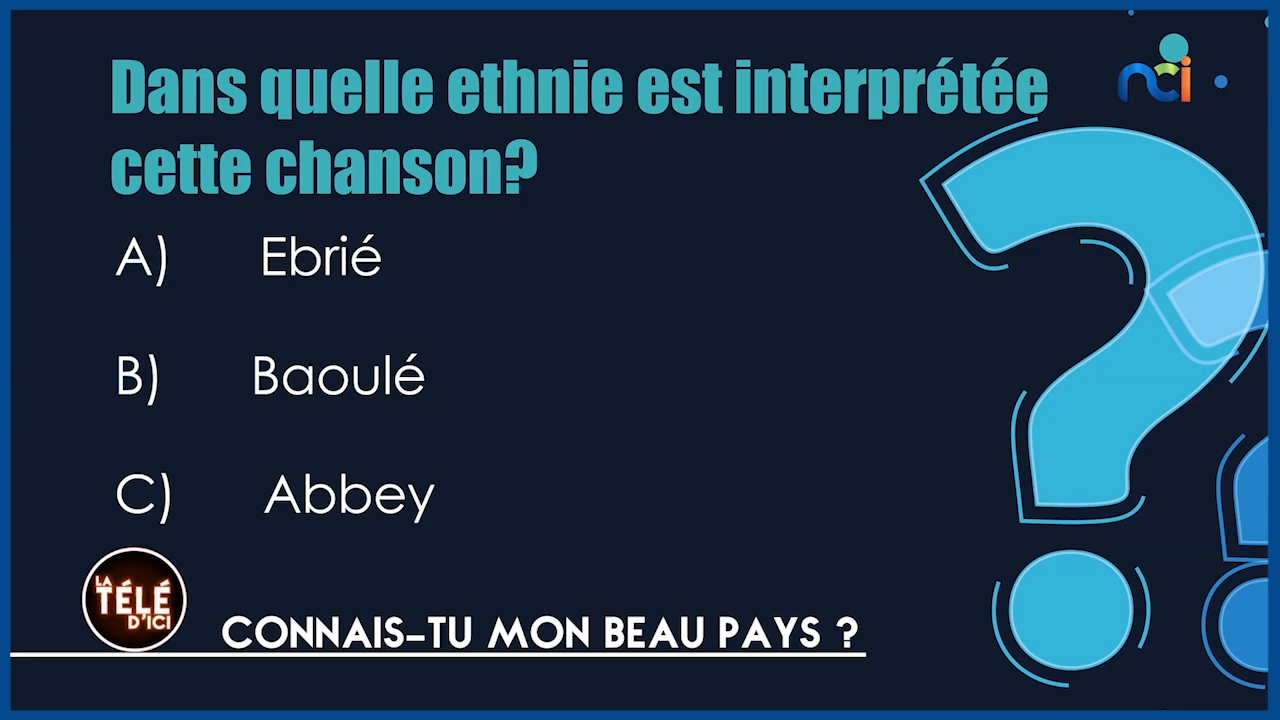 nci
Dans quelle ethnie est interprétée
cette chanson?
A) Ebrié
B) Baoulé
C) Abbey
LA
TÉLÉ
D'ICI
CONNAIS-TU MON BEAU PAYS ?